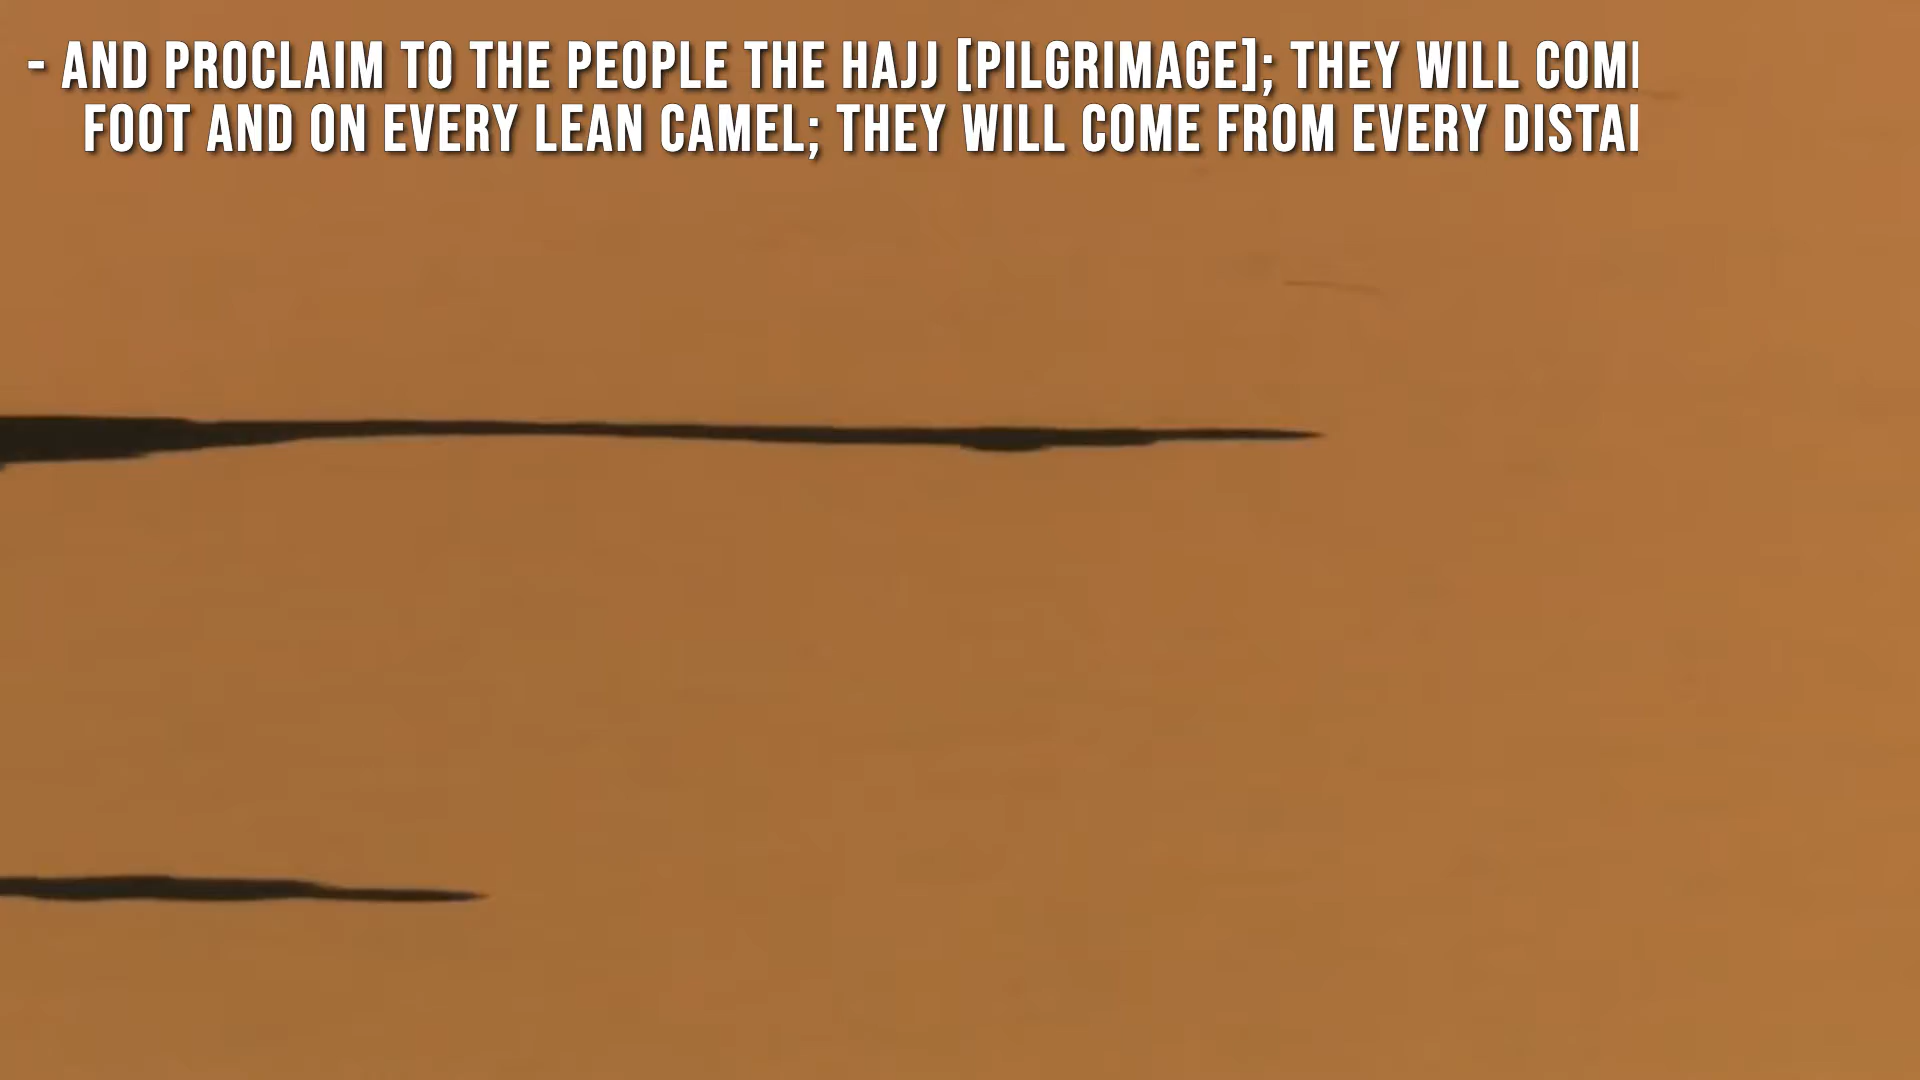 - AND PROCLAIM TO THE PEOPLE THE HAJJ [PILGRIMAGE]; THEY WILL
FOOT AND ON EVERY LEAN CAMEL; THEY WILL COME FROM EVERY